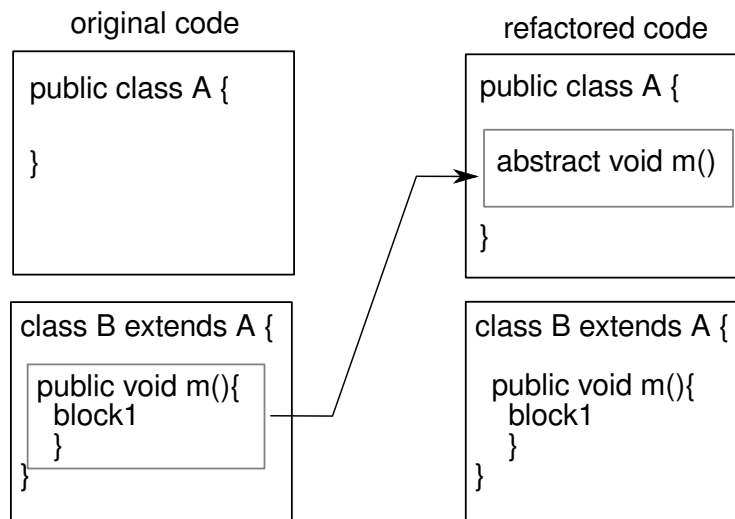 original code
public class A {
}
class B extends A {
public void m(){
block1
}
}
refactored code
public class A {
abstract void m()
}
class B extends A {
public void m(){
block1
}
}